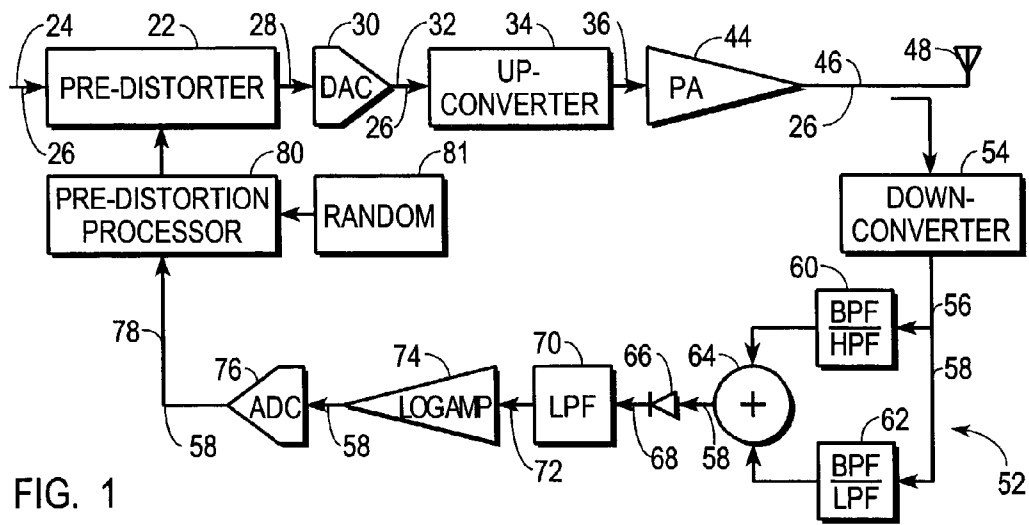 24
22
28
30
32
34
36
44
46
48
PRE-DISTORTER
DAC
UP-
CONVERTER
PA
26
26
26
80
81
54
PRE-DISTORTION
PROCESSOR
RANDOM
DOWN-
CONVERTER
60
56
BPF
HPF
78
76
74
70
66
64
58
ADC
LOGAMP
LPF
+
62
58
58
72
68
58
BPF
LPF
52
FIG. 1